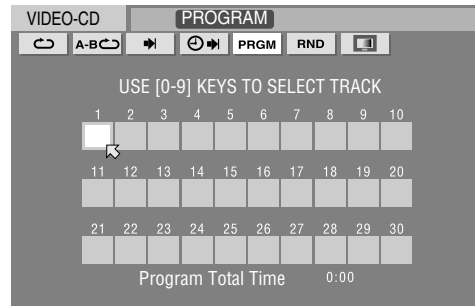 VIDEO-CD PROGRAM
A-B PRGM RND
USE [0-9] KEYS TO SELECT TRACK
1 2 3 4 5 6 7 8 9 10
11 12 13 14 15 16 17 18 19 20
21 22 23 24 25 26 27 28 29 30
Program Total Time 0:00